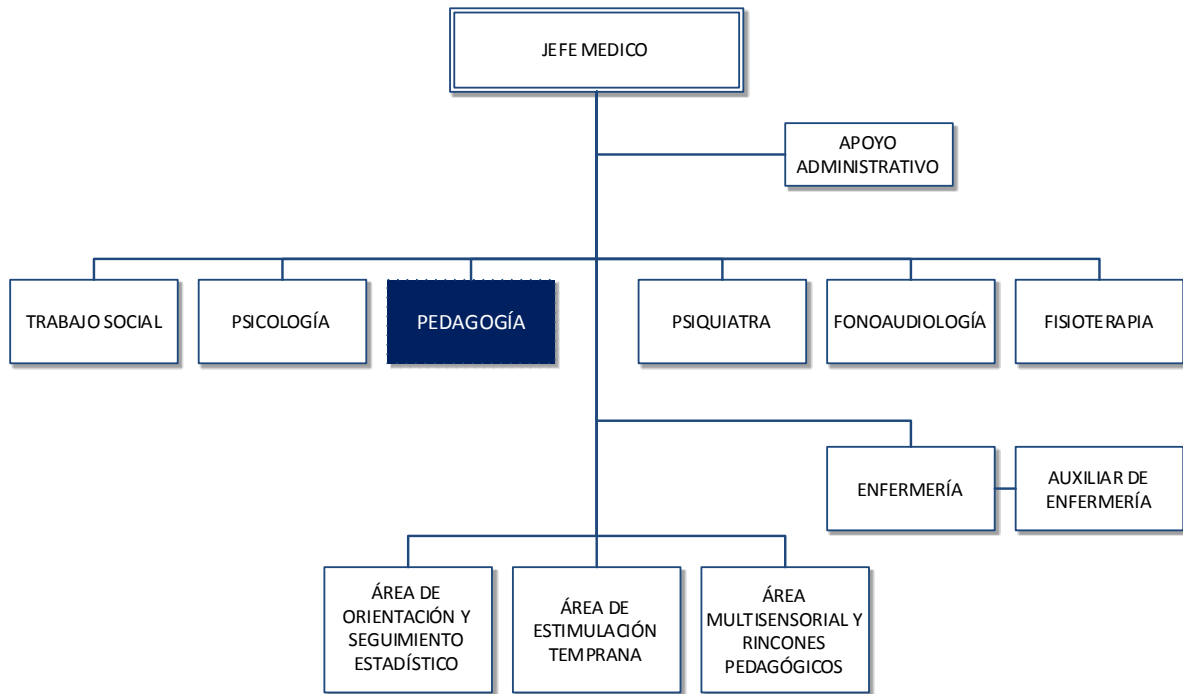 JEFE MEDICO
APOYO
ADMINISTRATIVO
TRABAJO SOCIAL
PSICOLOGÍA
PEDAGOGÍA
PSIQUIATRA
FONOAUDIOLOGÍA
FISIOTERAPIA
ENFERMERÍA
AUXILIAR DE
ENFERMERÍA
ÁREA DE
ORIENTACIÓN Y
SEGUIMIENTO
ESTADÍSTICO
ÁREA DE
ESTIMULACIÓN
TEMPRANA
ÁREA
MULTISENSORIAL Y
RINCONES
PEDAGÓGICOS